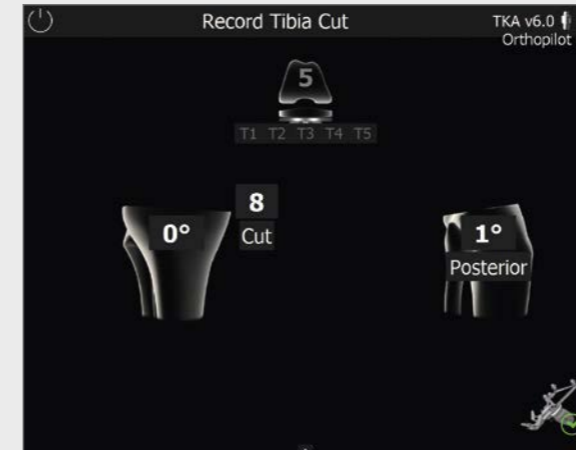 Record Tibia Cut
TKA v6.0
Orthopilot
5
T1 T2 T3 T4 T5
8
Cut
0°
1°
Posterior